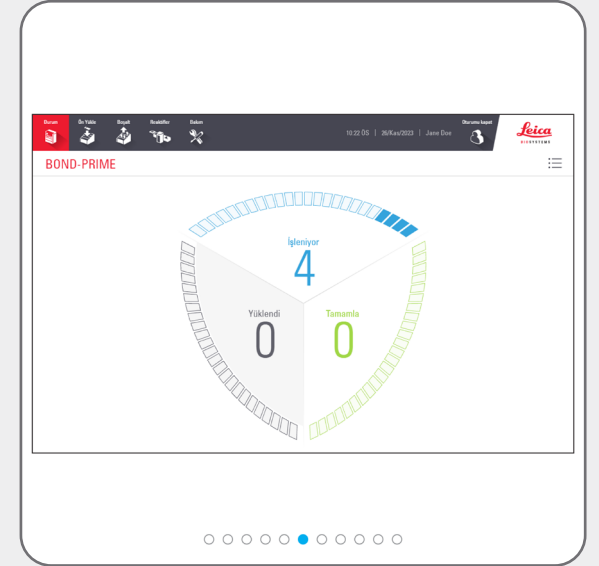 Durum
Ön Yükle
Boşalt
Reaktifler
Bakım
10:22 ÖS | 26/Kas/2023 | Jane Doe
Oturumu kapat
Leica
BIOSYSTEMS
BOND-PRIME
İşleniyor
4
Yüklendi
0
Tamamla
0